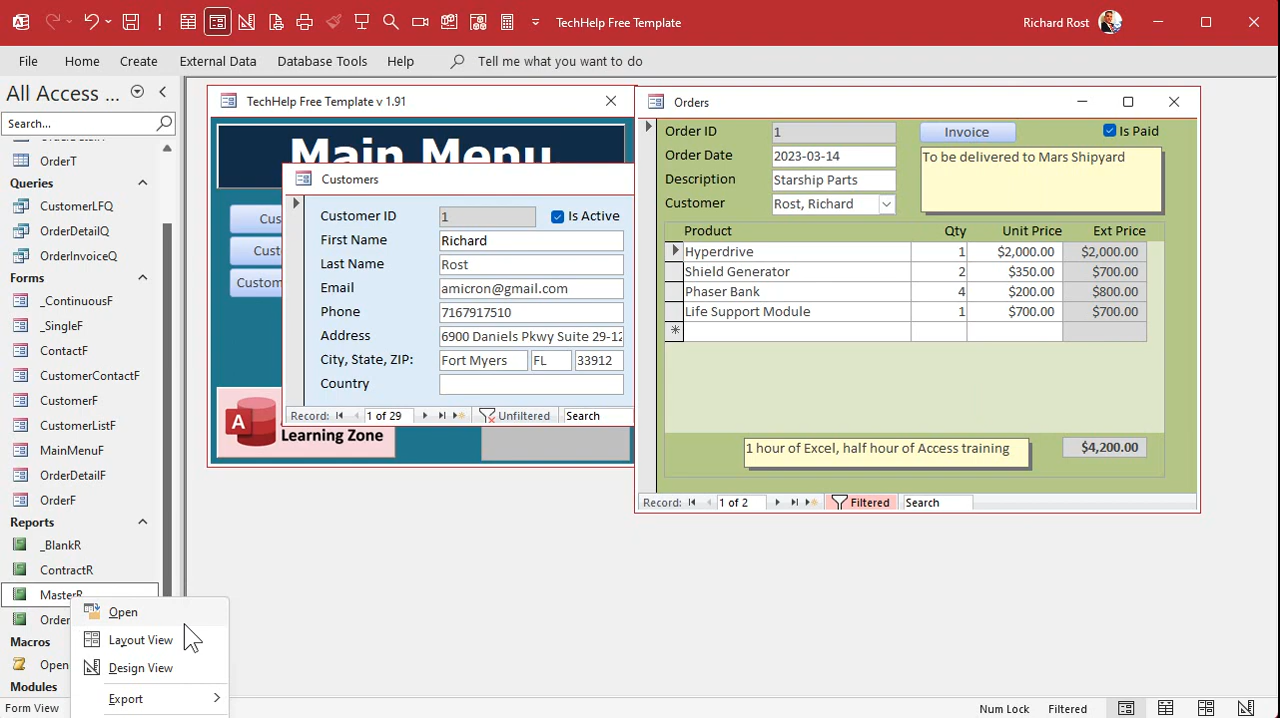 TechHelp Free Template
Richard Rost
File
Home
Create
External Data
Database Tools
Help
Tell me what you want to do
All Access ...
Search...
OrderT
Queries
CustomerLFQ
OrderDetailQ
OrderInvoiceQ
Forms
_ContinuousF
_SingleF
ContactF
CustomerContactF
CustomerF
CustomerListF
MainMenuF
OrderDetailF
OrderF
Reports
_BlankR
ContractR
MasterR
Order
Macros
Open
Modules
Form View
Open
Layout View
Design View
Export
TechHelp Free Template v 1.91
Main Menu
Cus
Cust
Custom
A
Learning Zone
Customers
Customer ID 1 Is Active
First Name Richard
Last Name Rost
Email amicron@gmail.com
Phone 7167917510
Address 6900 Daniels Pkwy Suite 29-12
City, State, ZIP: Fort Myers FL 33912
Country
Record: 1 of 29 Unfiltered Search
Orders
Order ID 1 Invoice Is Paid
Order Date 2023-03-14 To be delivered to Mars Shipyard
Description Starship Parts
Customer Rost, Richard
Product Qty Unit Price Ext Price
Hyperdrive 1 $2,000.00 $2,000.00
Shield Generator 2 $350.00 $700.00
Phaser Bank 4 $200.00 $800.00
Life Support Module 1 $700.00 $700.00
1 hour of Excel, half hour of Access training $4,200.00
Record: 1 of 2 Filtered Search
Num Lock Filtered